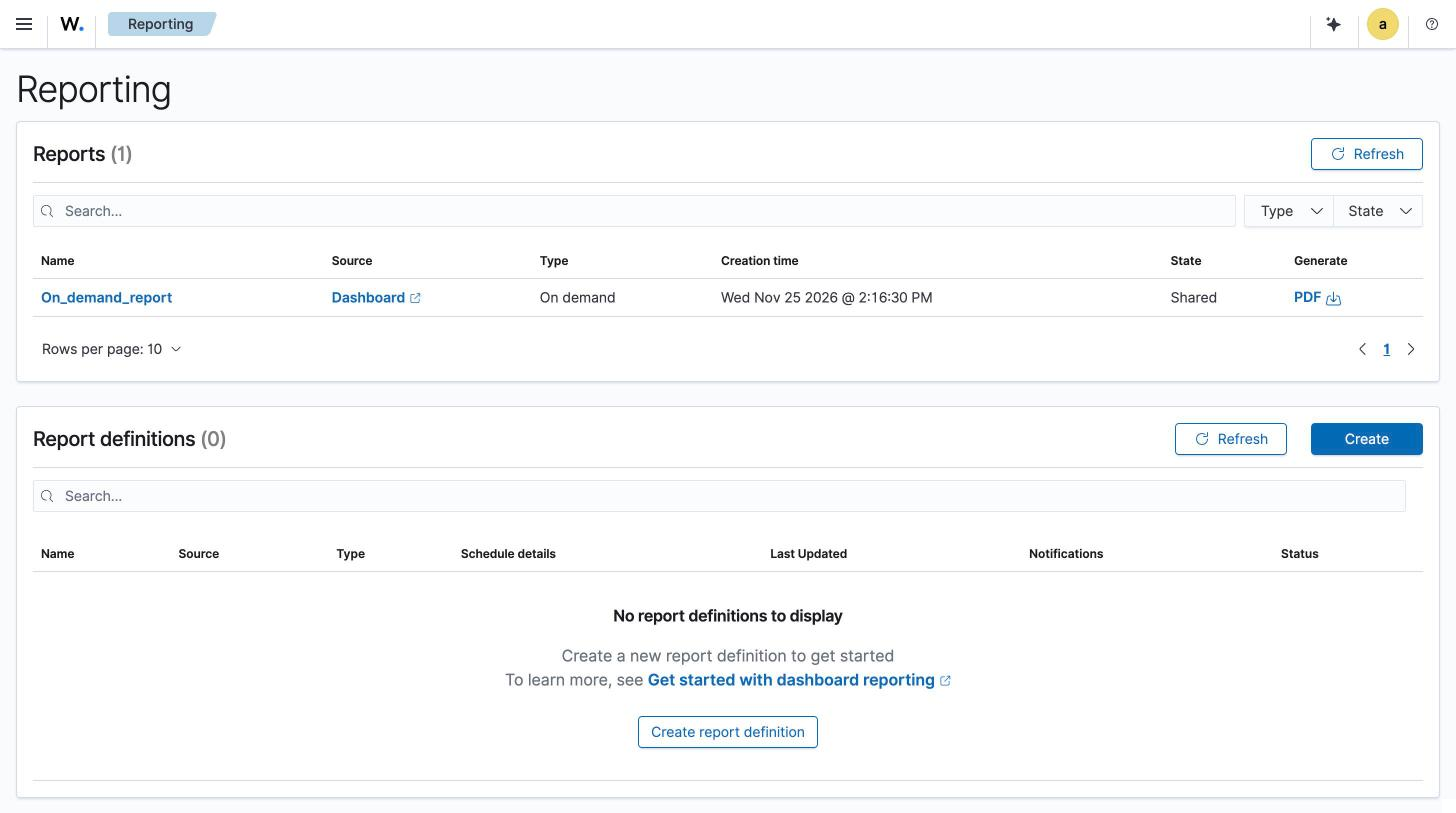 W. Reporting a
Reporting
Reports (1) Refresh
Search... Type State
Name Source Type Creation time State Generate
On_demand_report Dashboard On demand Wed Nov 25 2026 @ 2:16:30 PM Shared PDF
Rows per page: 10 1
Report definitions (0) Refresh Create
Search...
Name Source Type Schedule details Last Updated Notifications Status
No report definitions to display
Create a new report definition to get started
To learn more, see Get started with dashboard reporting
Create report definition